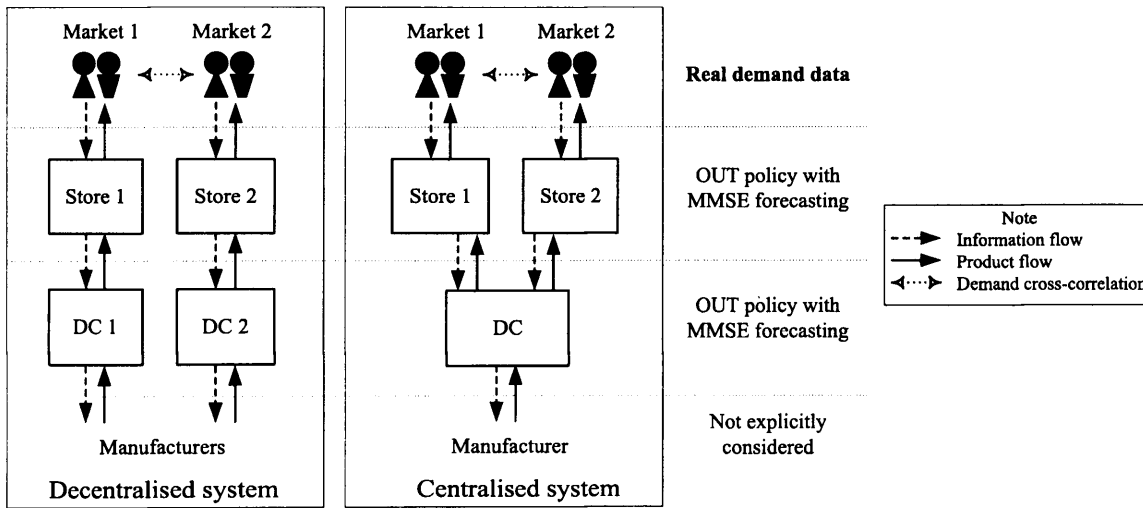 Market 1
Market 2
Store 1
Store 2
DC 1
DC 2
Manufacturers
Decentralised system
Market 1
Market 2
Store 1
Store 2
DC
Manufacturer
Centralised system
Real demand data
OUT policy with
MMSE forecasting
OUT policy with
MMSE forecasting
Not explicitly
considered
Note
Information flow
Product flow
Demand cross-correlation